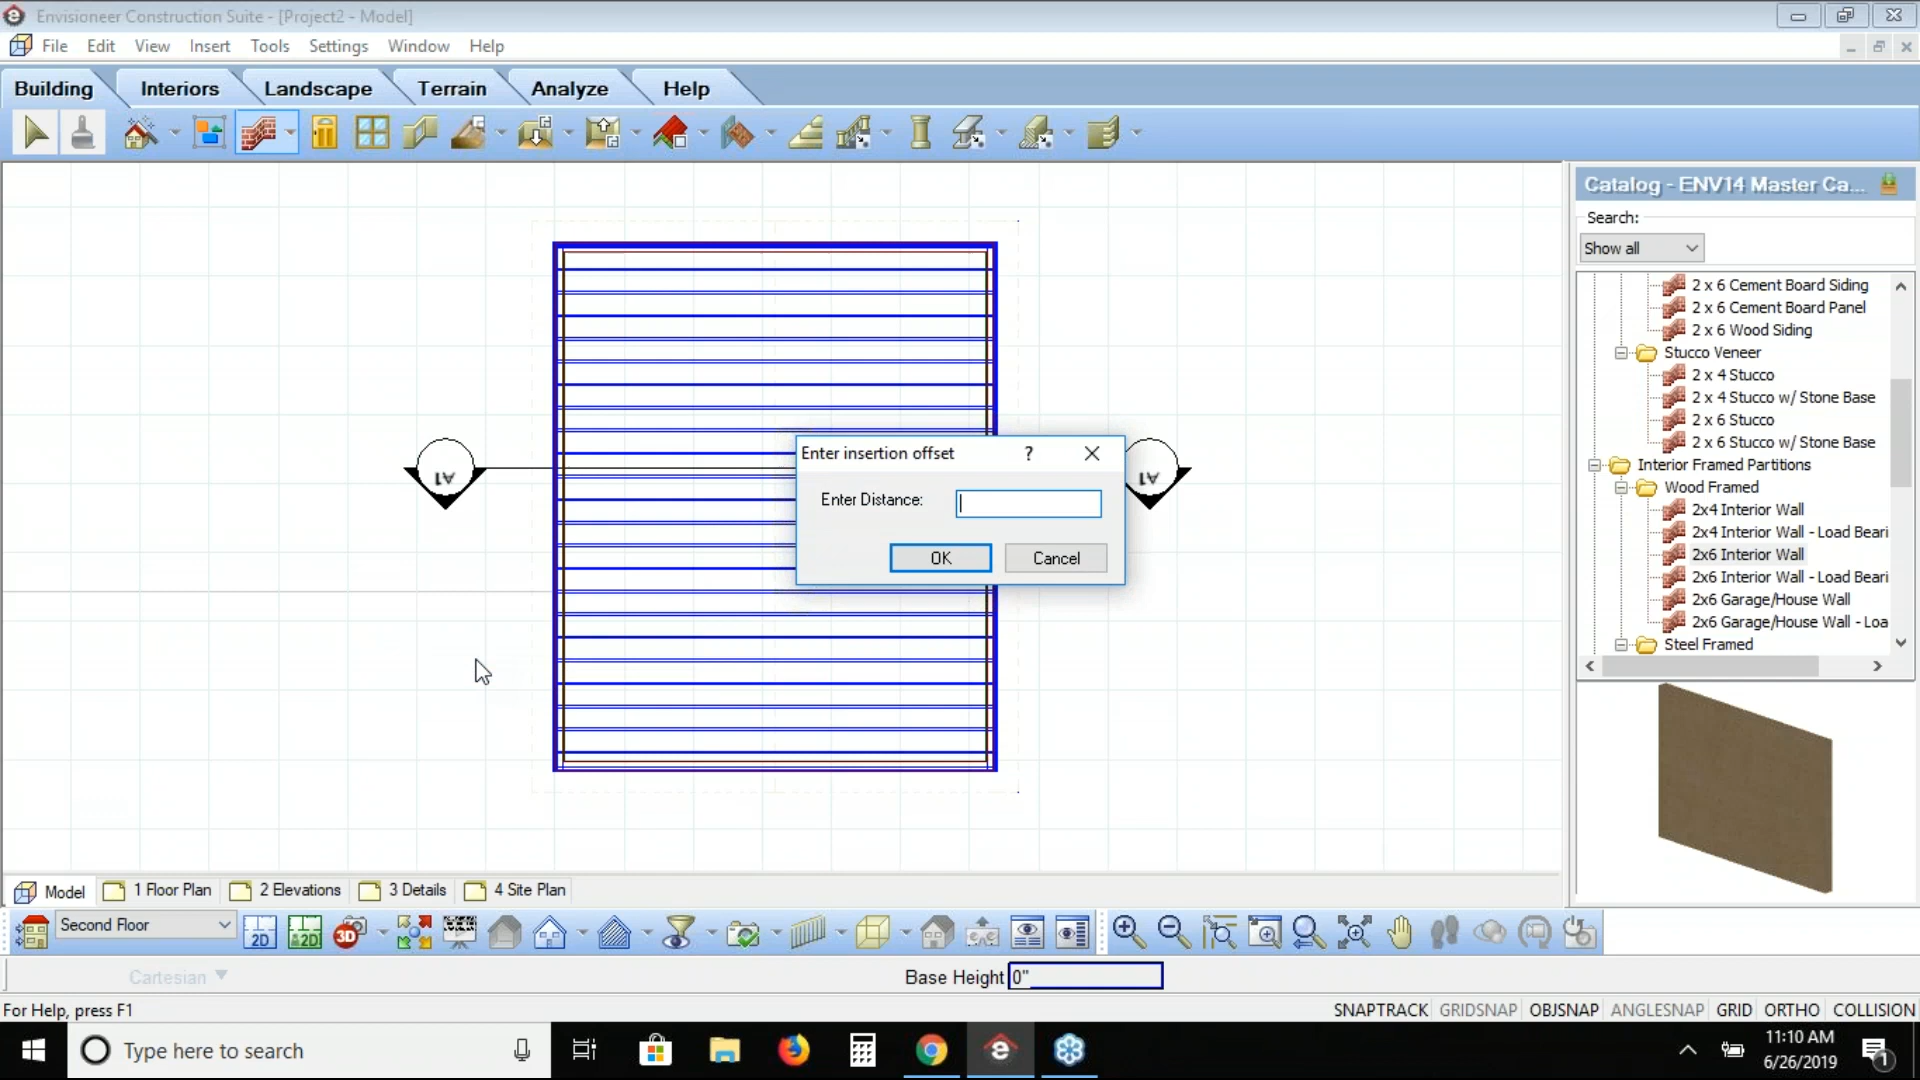 Envisioneer Construction Suite - [Project2 - Model]
File Edit View Insert Tools Settings Window Help
Building Interiors Landscape Terrain Analyze Help
Catalog - ENV14 Master Ca...
Search:
Show all
2 x 6 Cement Board Siding
2 x 6 Cement Board Panel
2 x 6 Wood Siding
Stucco Veneer
2 x 4 Stucco
2 x 4 Stucco w/ Stone Base
2 x 6 Stucco
2 x 6 Stucco w/ Stone Base
Interior Framed Partitions
Wood Framed
2x4 Interior Wall
2x4 Interior Wall - Load Beari
2x6 Interior Wall
2x6 Interior Wall - Load Beari
2x6 Garage/House Wall
2x6 Garage/House Wall - Loa
Steel Framed
A1
A1
Enter insertion offset ?
Enter Distance:
OK Cancel
Model 1 Floor Plan 2 Elevations 3 Details 4 Site Plan
Second Floor 2D 2D 3D
Cartesian Base Height 0"
For Help, press F1 SNAPTRACK GRIDSNAP OBJSNAP ANGLESNAP GRID ORTHO COLLISION
Type here to search
11:10 AM
6/26/2019
1